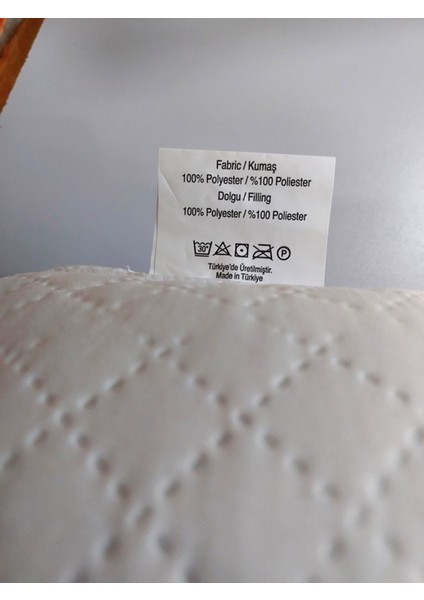 Fabric / Kumaş
100% Polyester / %100 Poliester
Dolgu / Filling
100% Polyester / %100 Poliester
30° P
Türkiye'de Üretilmiştir.
Made in Türkiye